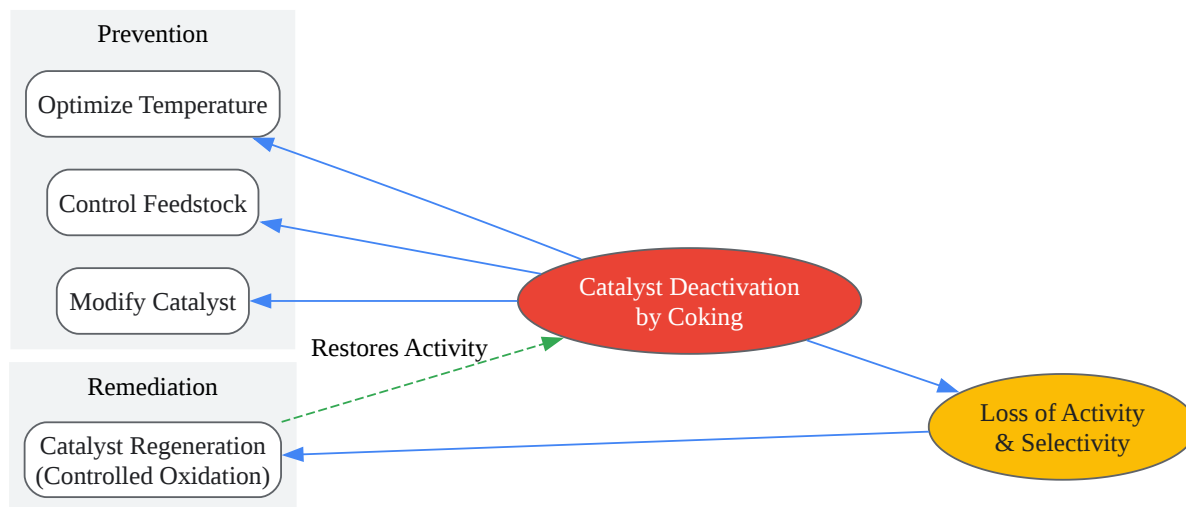 Prevention
Optimize Temperature
Control Feedstock
Modify Catalyst
Catalyst Deactivation
by Coking
Restores Activity
Remediation
Catalyst Regeneration
(Controlled Oxidation)
Loss of Activity
& Selectivity